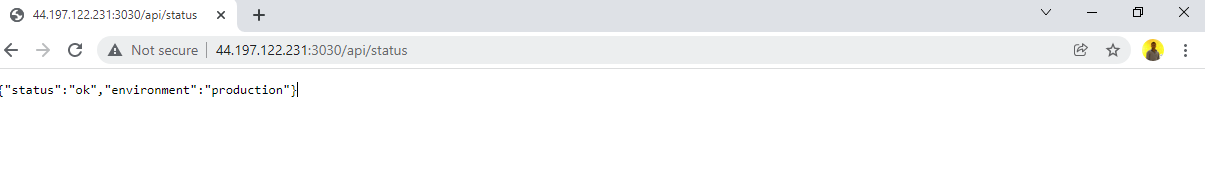 44.197.122.231:3030/api/status
Not secure 44.197.122.231:3030/api/status
{"status":"ok","environment":"production"}